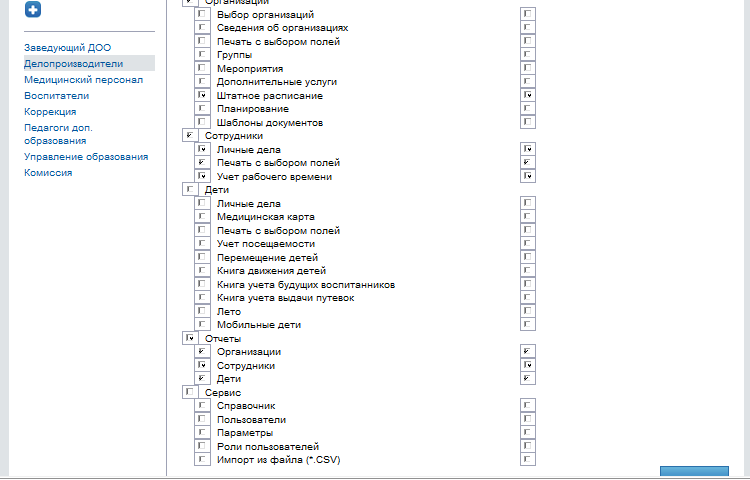 Заведующий ДОО
Делопроизводители
Медицинский персонал
Воспитатели
Коррекция
Педагоги доп.
образования
Управление образования
Комиссия
Организации
Выбор организаций
Сведения об организациях
Печать с выбором полей
Группы
Мероприятия
Дополнительные услуги
Штатное расписание
Планирование
Шаблоны документов
Сотрудники
Личные дела
Печать с выбором полей
Учет рабочего времени
Дети
Личные дела
Медицинская карта
Печать с выбором полей
Учет посещаемости
Перемещение детей
Книга движения детей
Книга учета будущих воспитанников
Книга учета выдачи путевок
Лето
Мобильные дети
Отчеты
Организации
Сотрудники
Дети
Сервис
Справочник
Пользователи
Параметры
Роли пользователей
Импорт из файла (*.CSV)